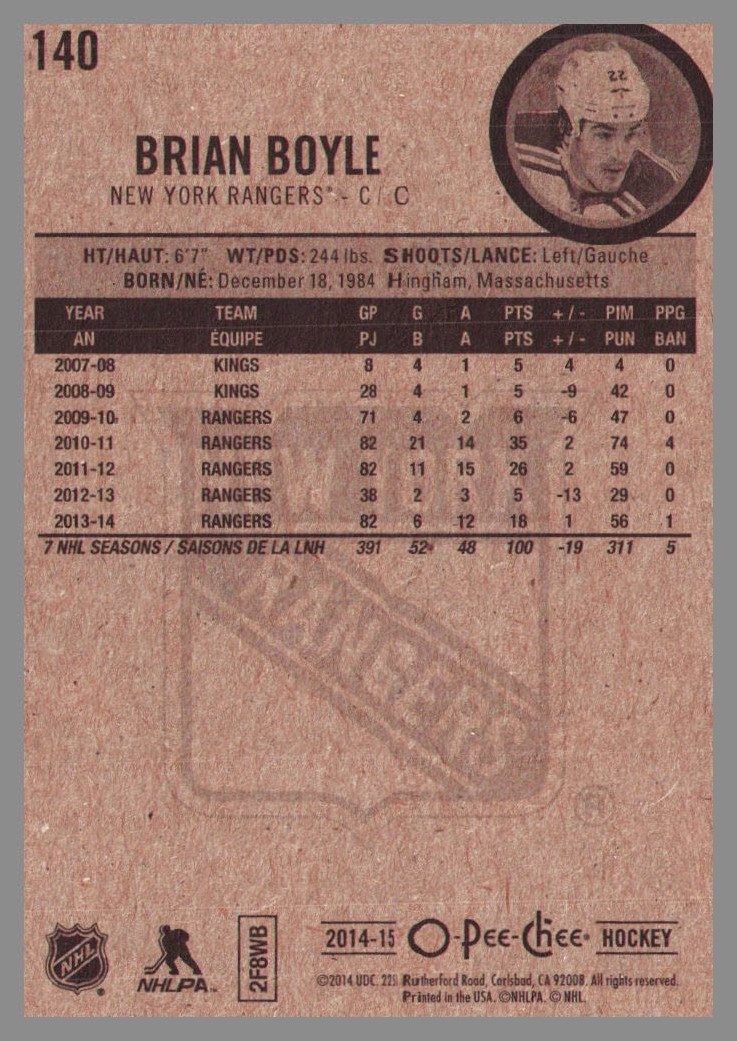 140
22
BRIAN BOYLE
NEW YORK RANGERS® - C / C
HT/HAUT: 6'7" WT/PDS: 244 lbs. SHOOTS/LANCE: Left/Gauche
BORN/NÉ: December 18, 1984 Hingham, Massachusetts
YEAR TEAM GP G A PTS +/- PIM PPG
AN ÉQUIPE PJ B A PTS +/- PUN BAN
2007-08 KINGS 8 4 1 5 4 4 0
2008-09 KINGS 28 4 1 5 -9 42 0
2009-10 RANGERS 71 4 2 6 -6 47 0
2010-11 RANGERS 82 21 14 35 2 74 4
2011-12 RANGERS 82 11 15 26 2 59 0
2012-13 RANGERS 38 2 3 5 -13 29 0
2013-14 RANGERS 82 6 12 18 1 56 1
7 NHL SEASONS / SAISONS DE LA LNH 391 52 48 100 -19 311 5
NEW YORK
RANGERS
®
NHL
NHLPA™
2F8WB
2014-15 O-Pee-Chee® HOCKEY
©2014 UDC. 225 Rutherford Road, Carlsbad, CA 92008. All rights reserved.
Printed in the USA. ©NHLPA. © NHL.